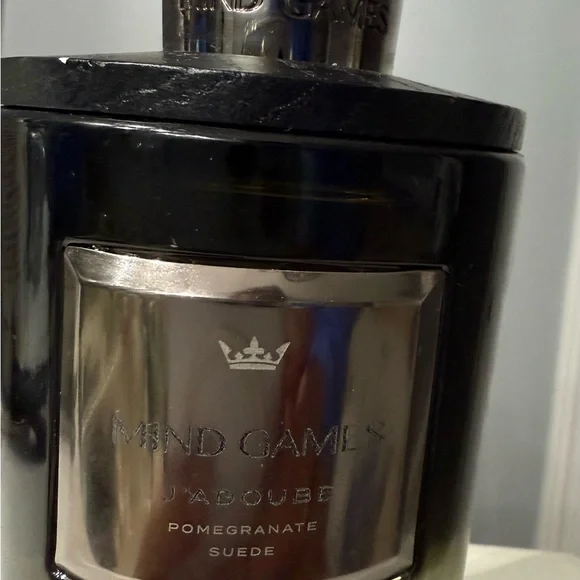 MIND GAMES
MIND GAMES
J'ADOUBE
POMEGRANATE
SUEDE